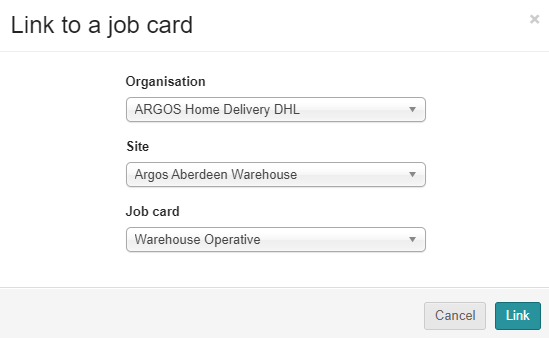 Link to a job card
×
Organisation
ARGOS Home Delivery DHL
Site
Argos Aberdeen Warehouse
Job card
Warehouse Operative
Cancel Link